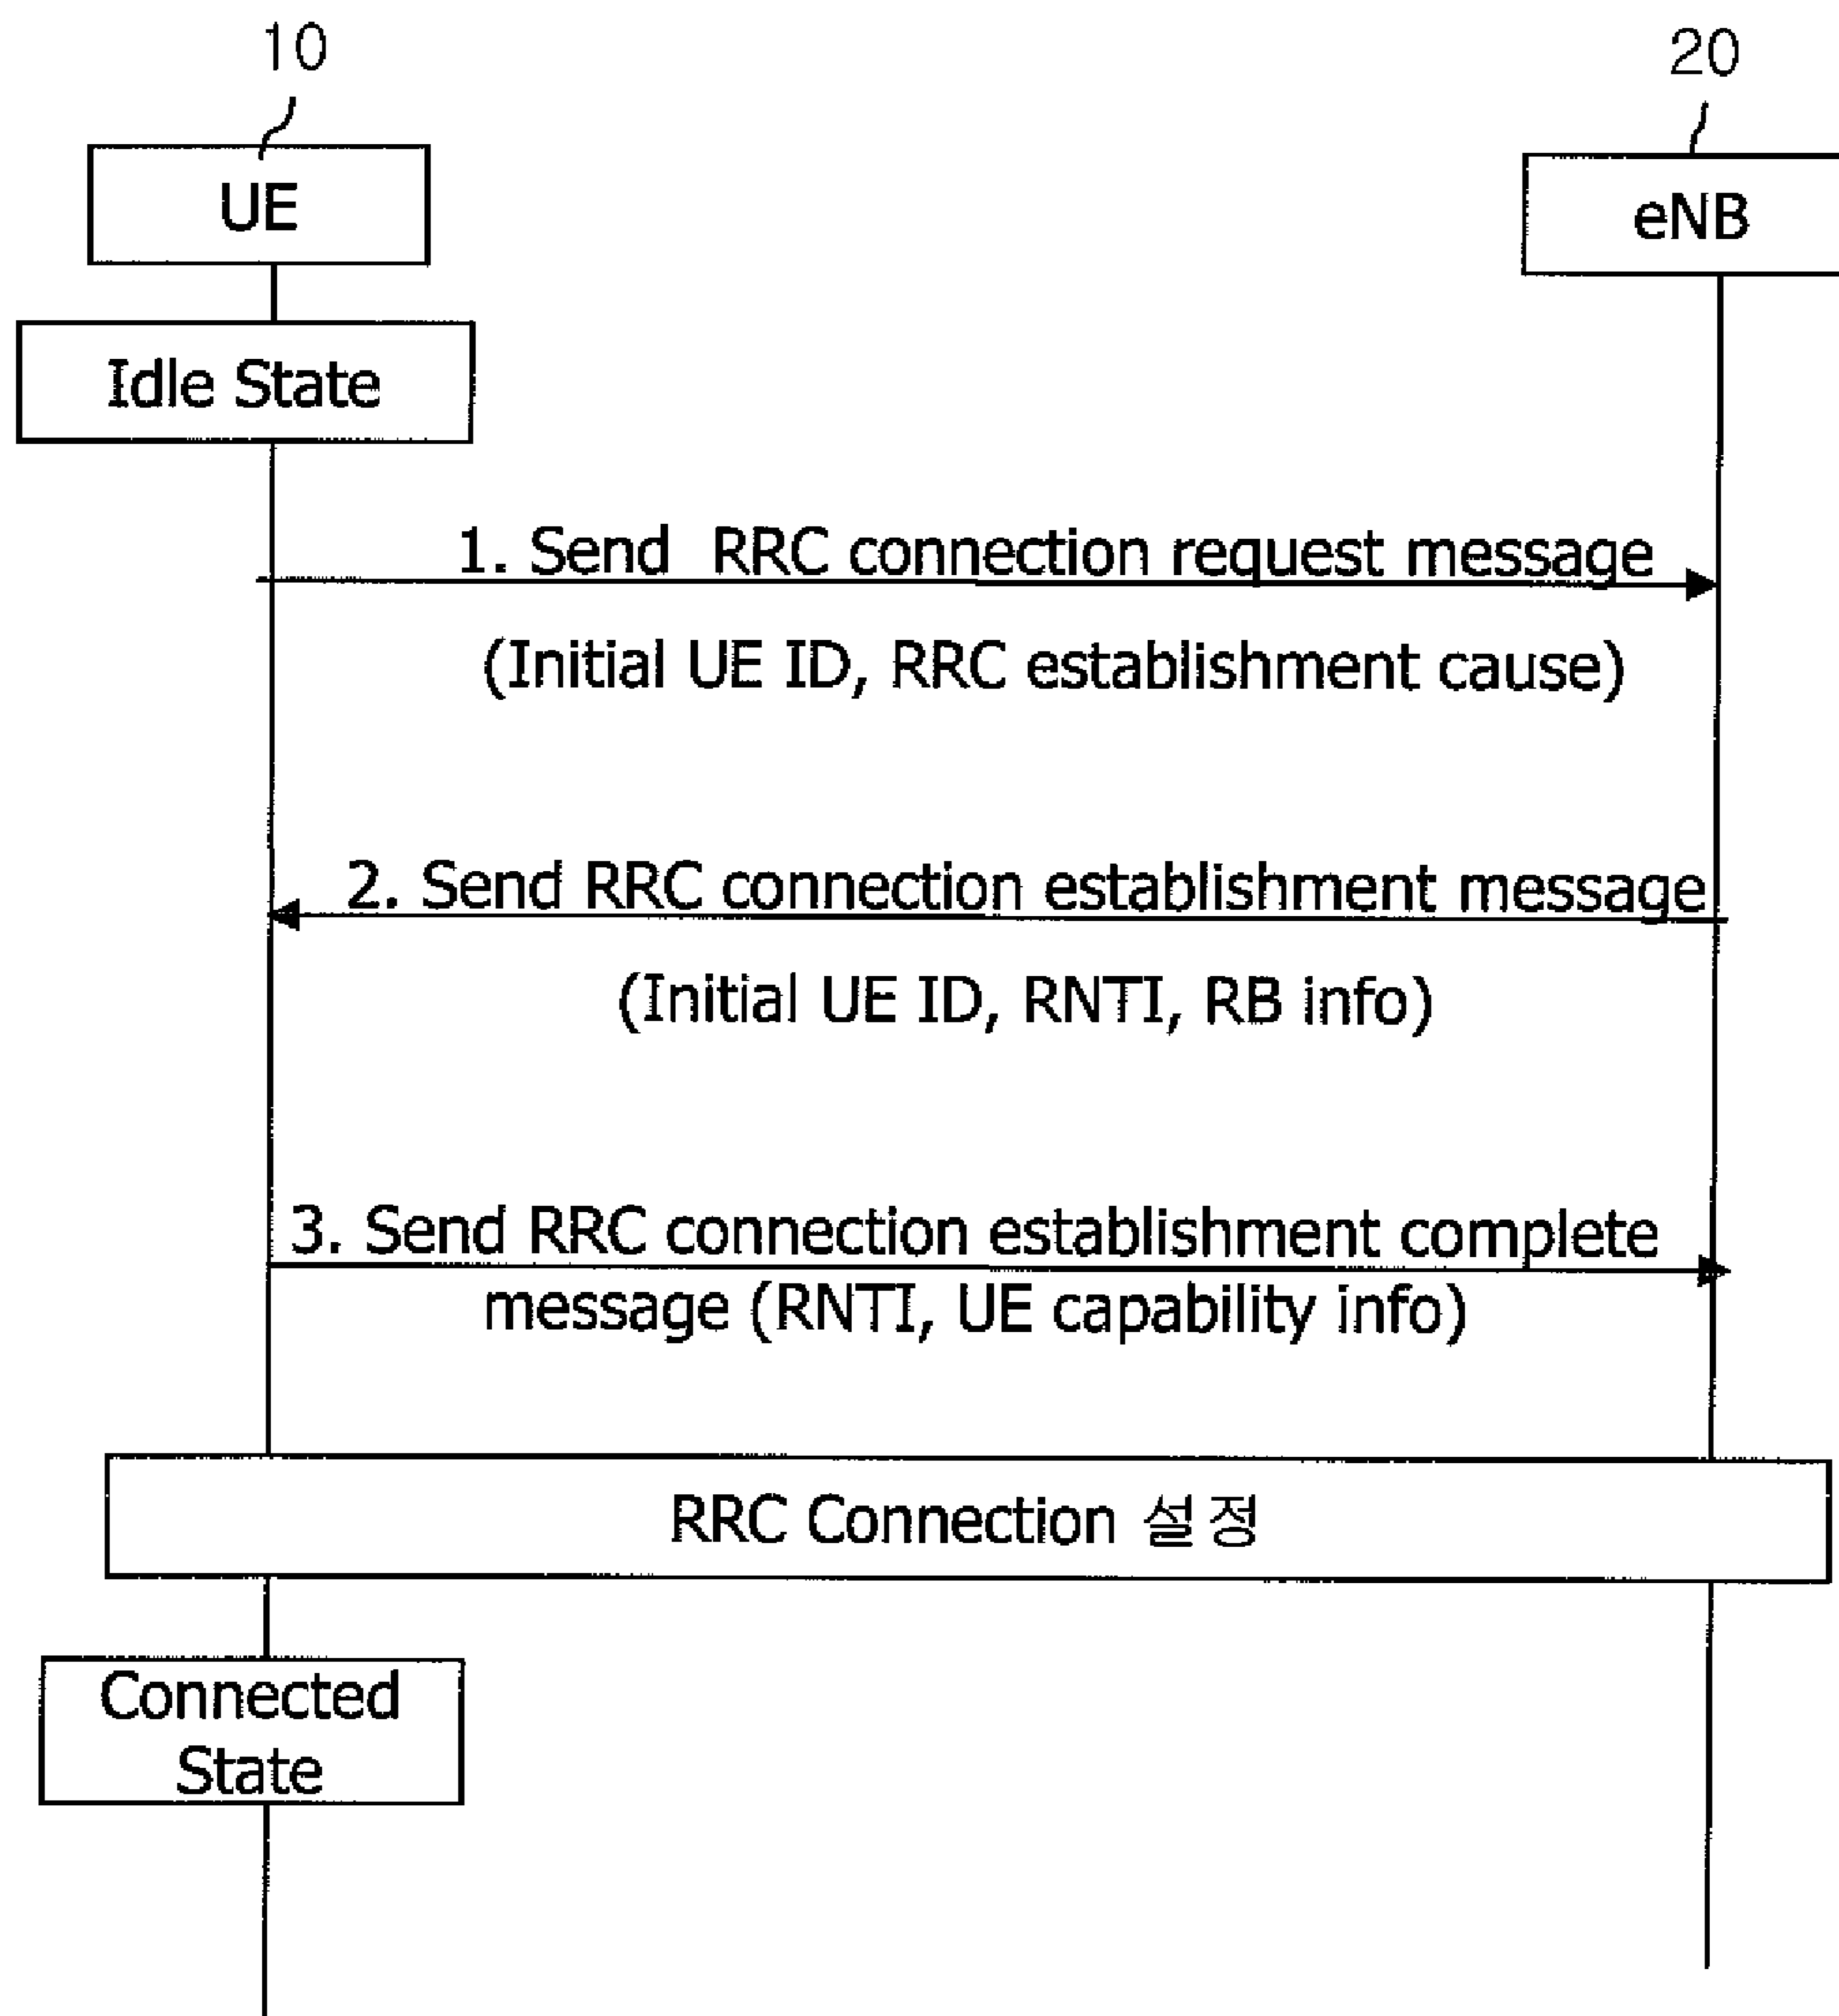 10
20
UE
eNB
Idle State
1. Send RRC connection request message
(Initial UE ID, RRC establishment cause)
2. Send RRC connection establishment message
(Initial UE ID, RNTI, RB info)
3. Send RRC connection establishment complete
message (RNTI, UE capability info)
RRC Connection 설정
Connected
State